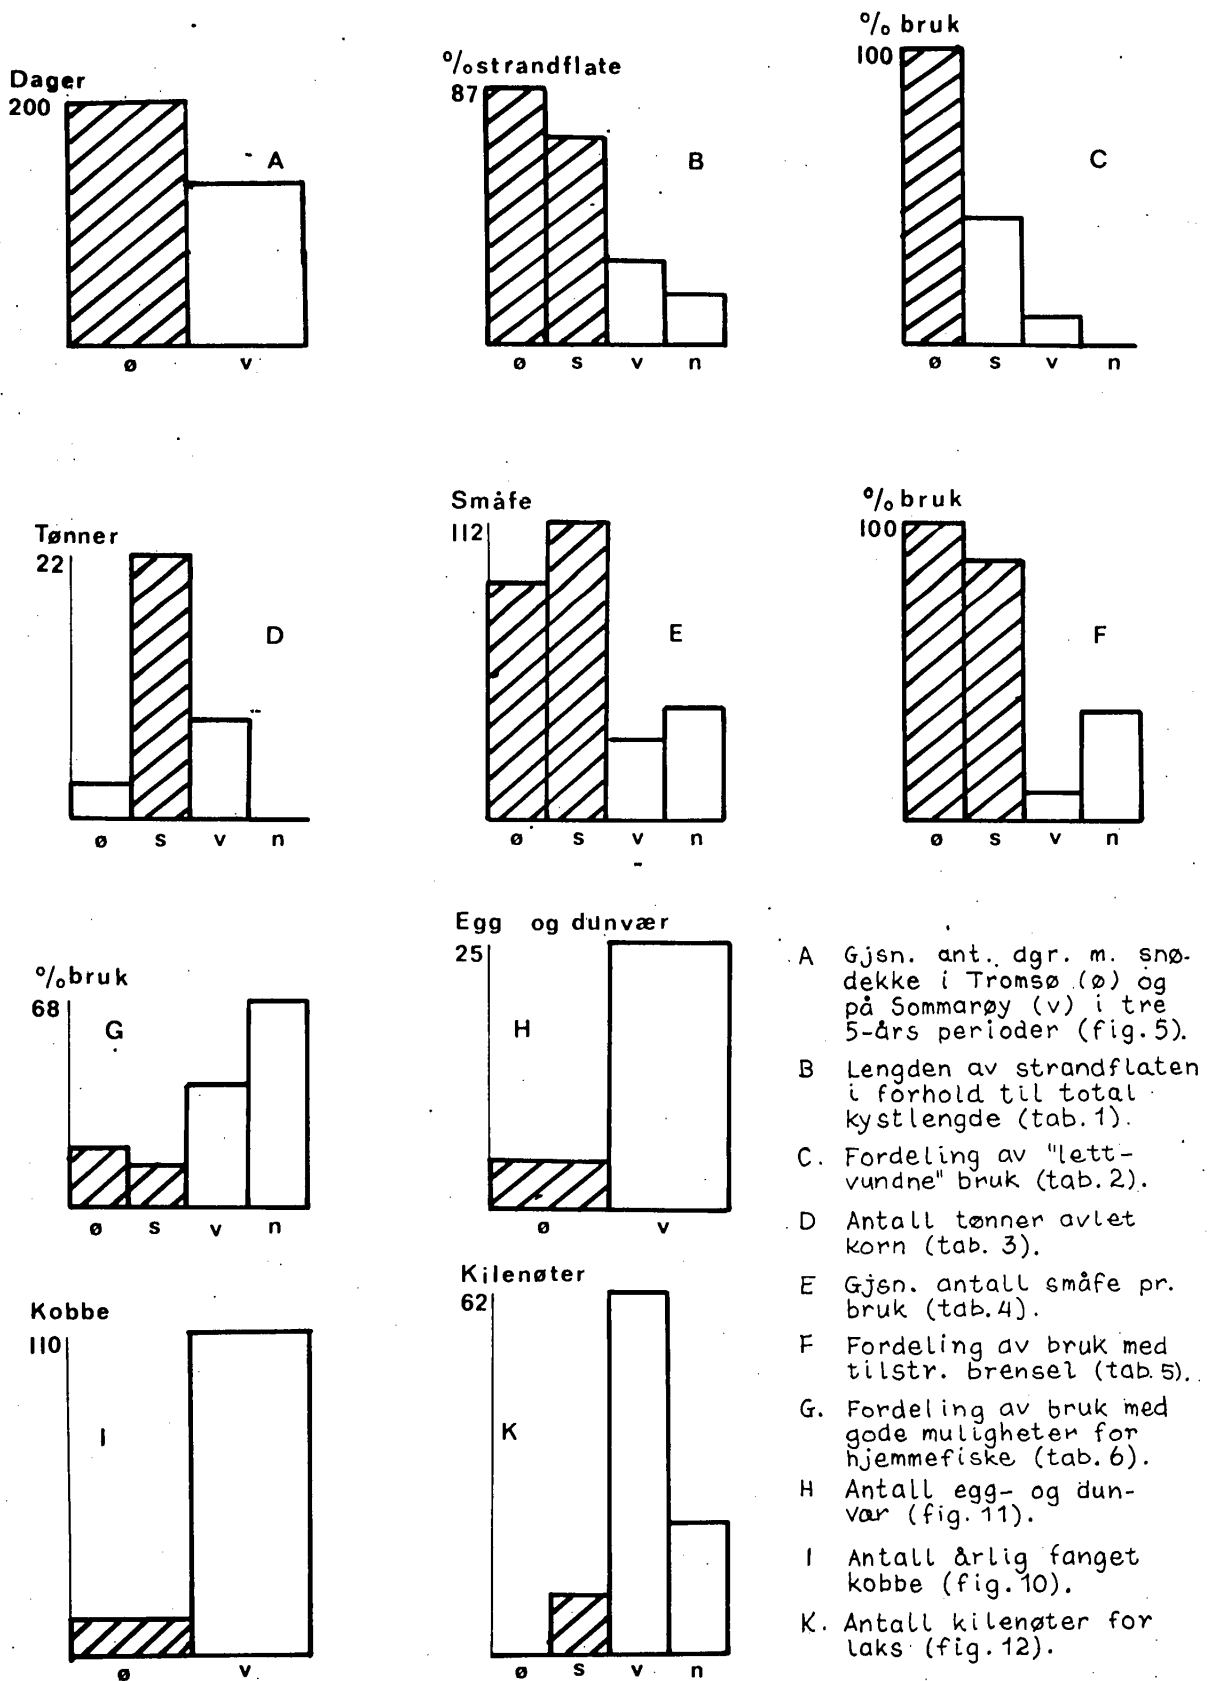 % bruk
100
C
ø s v n
%strandflate
87
B
ø s v n
Dager
200
A
ø v
Tønner
22
D
ø s v n
Småfe
112
E
ø s v n
% bruk
100
F
ø s v n
%bruk
68
G
ø s v n
Egg og dunvær
25
H
ø v
Kobbe
110
I
ø v
Kilenøter
62
K
ø s v n
A Gjsn. ant. dgr. m. snø-
dekke i Tromsø (ø) og
på Sommarøy (v) i tre
5-års perioder (fig. 5).
B Lengden av strandflaten
i forhold til total
kystlengde (tab. 1).
C. Fordeling av "lett-
vundne" bruk (tab. 2).
D Antall tønner avlet
korn (tab. 3).
E Gjsn. antall småfe pr.
bruk (tab. 4).
F Fordeling av bruk med
tilstr. brensel (tab. 5).
G. Fordeling av bruk med
gode muligheter for
hjemmefiske (tab. 6).
H Antall egg- og dun-
vær (fig. 11).
I Antall årlig fanget
kobbe (fig. 10).
K. Antall kilenøter for
laks (fig. 12).